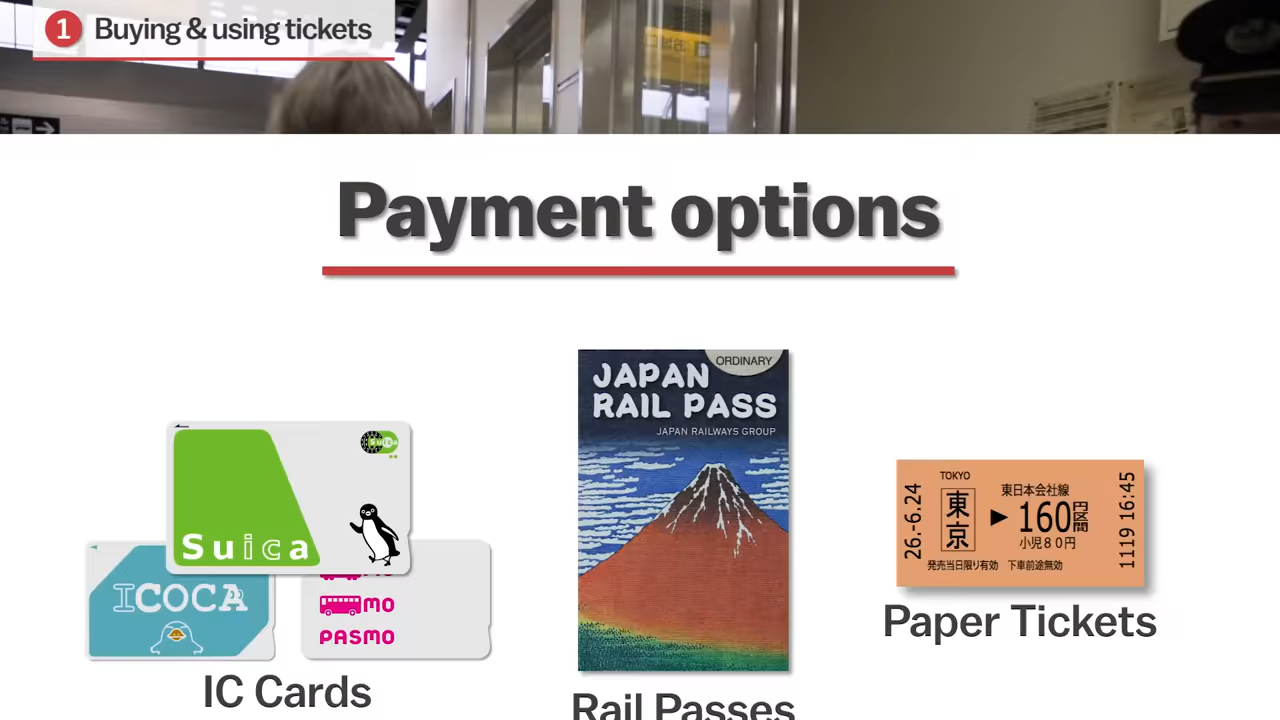 1 Buying & using tickets
Payment options
ORDINARY
JAPAN
RAIL PASS
JAPAN RAILWAYS GROUP
Suica
Suica
ICOCA
MO
PASMO
IC Cards
Rail Passes
26.-6.24
TOKYO
東京
東日本会社線
▶160円区間
小児80円
発売当日限り有効 下車前途無効
1119 16:45
Paper Tickets